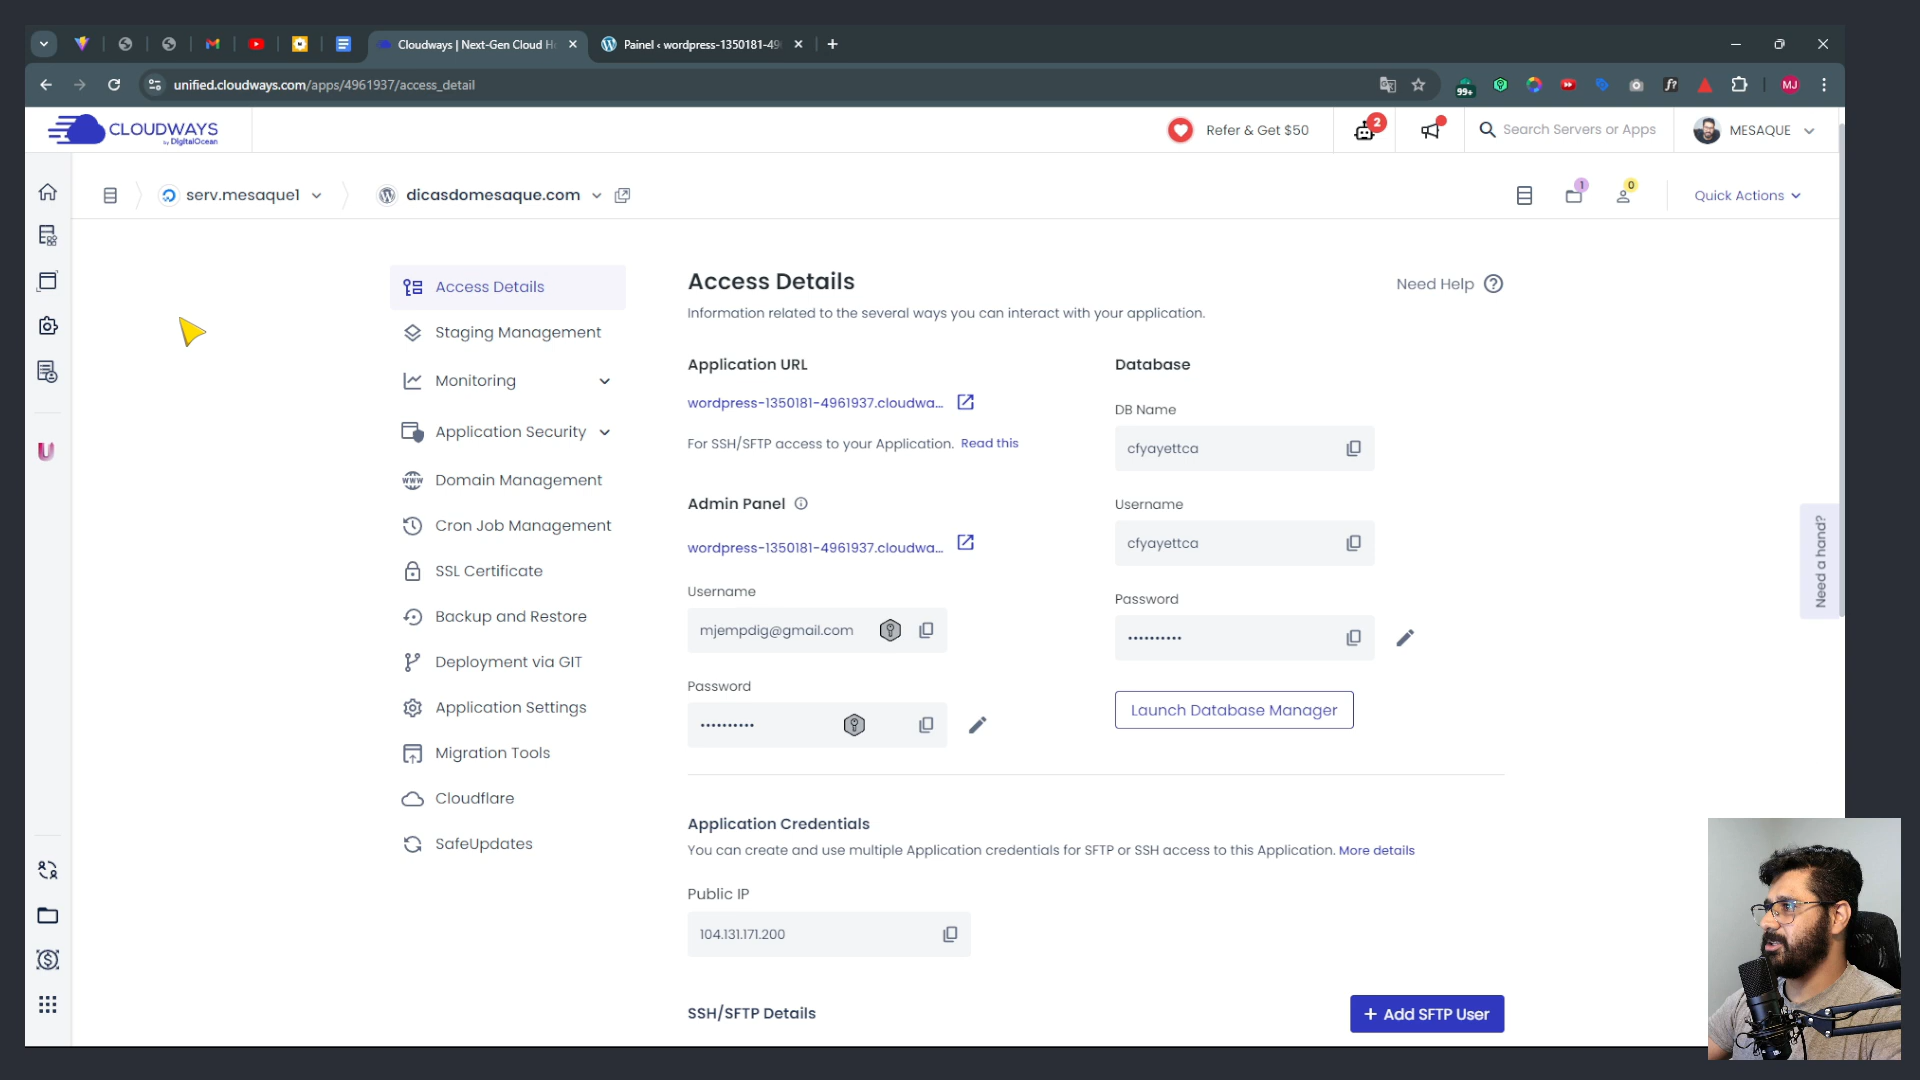 Cloudways | Next-Gen Cloud Ho
Painel ‹ wordpress-1350181-49
unified.cloudways.com/apps/4961937/access_detail
99+
f?
MJ
CLOUDWAYS
by DigitalOcean
Refer & Get $50
2
Search Servers or Apps
MESAQUE
serv.mesaque1
dicasdomesaque.com
1
0
Quick Actions
Access Details
Staging Management
Monitoring
Application Security
Domain Management
Cron Job Management
SSL Certificate
Backup and Restore
Deployment via GIT
Application Settings
Migration Tools
Cloudflare
SafeUpdates
Access Details
Need Help
Information related to the several ways you can interact with your application.
Application URL
wordpress-1350181-4961937.cloudwa...
For SSH/SFTP access to your Application. Read this
Admin Panel
wordpress-1350181-4961937.cloudwa...
Username
mjempdig@gmail.com
Password
••••••••••
Database
DB Name
cfyayettca
Username
cfyayettca
Password
••••••••••
Launch Database Manager
Application Credentials
You can create and use multiple Application credentials for SFTP or SSH access to this Application. More details
Public IP
104.131.171.200
SSH/SFTP Details
+ Add SFTP User
Need a hand?